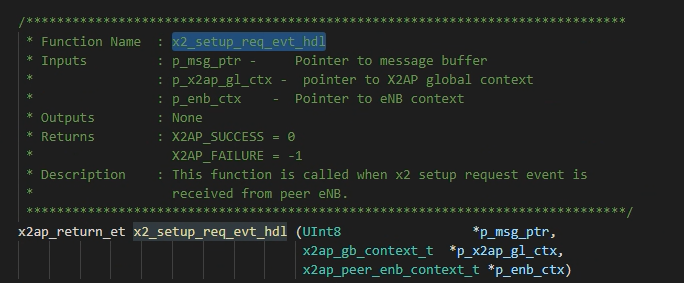 /*****************************************************************************
* Function Name : x2_setup_req_evt_hdl
* Inputs : p_msg_ptr - Pointer to message buffer
* : p_x2ap_gl_ctx - pointer to X2AP global context
* : p_enb_ctx - Pointer to eNB context
* Outputs : None
* Returns : X2AP_SUCCESS = 0
* X2AP_FAILURE = -1
* Description : This function is called when x2 setup request event is
* received from peer eNB.
*****************************************************************************/
x2ap_return_et x2_setup_req_evt_hdl (UInt8 *p_msg_ptr,
x2ap_gb_context_t *p_x2ap_gl_ctx,
x2ap_peer_enb_context_t *p_enb_ctx)